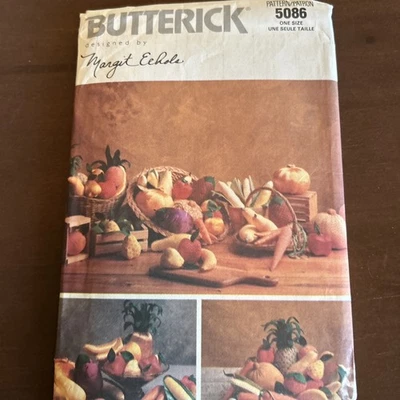 BUTTERICK®
designed by
Margit Echols
PATTERN/PATRON
5086
ONE SIZE
UNE SEULE TAILLE